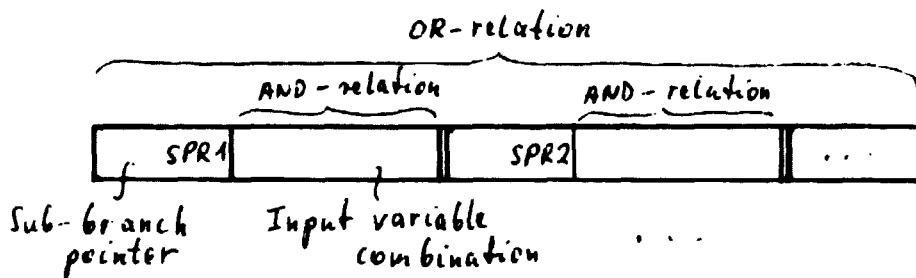 OR-relation
AND-relation AND-relation
SPR1 SPR2 ...
Sub-branch
pointer
Input variable
combination
...